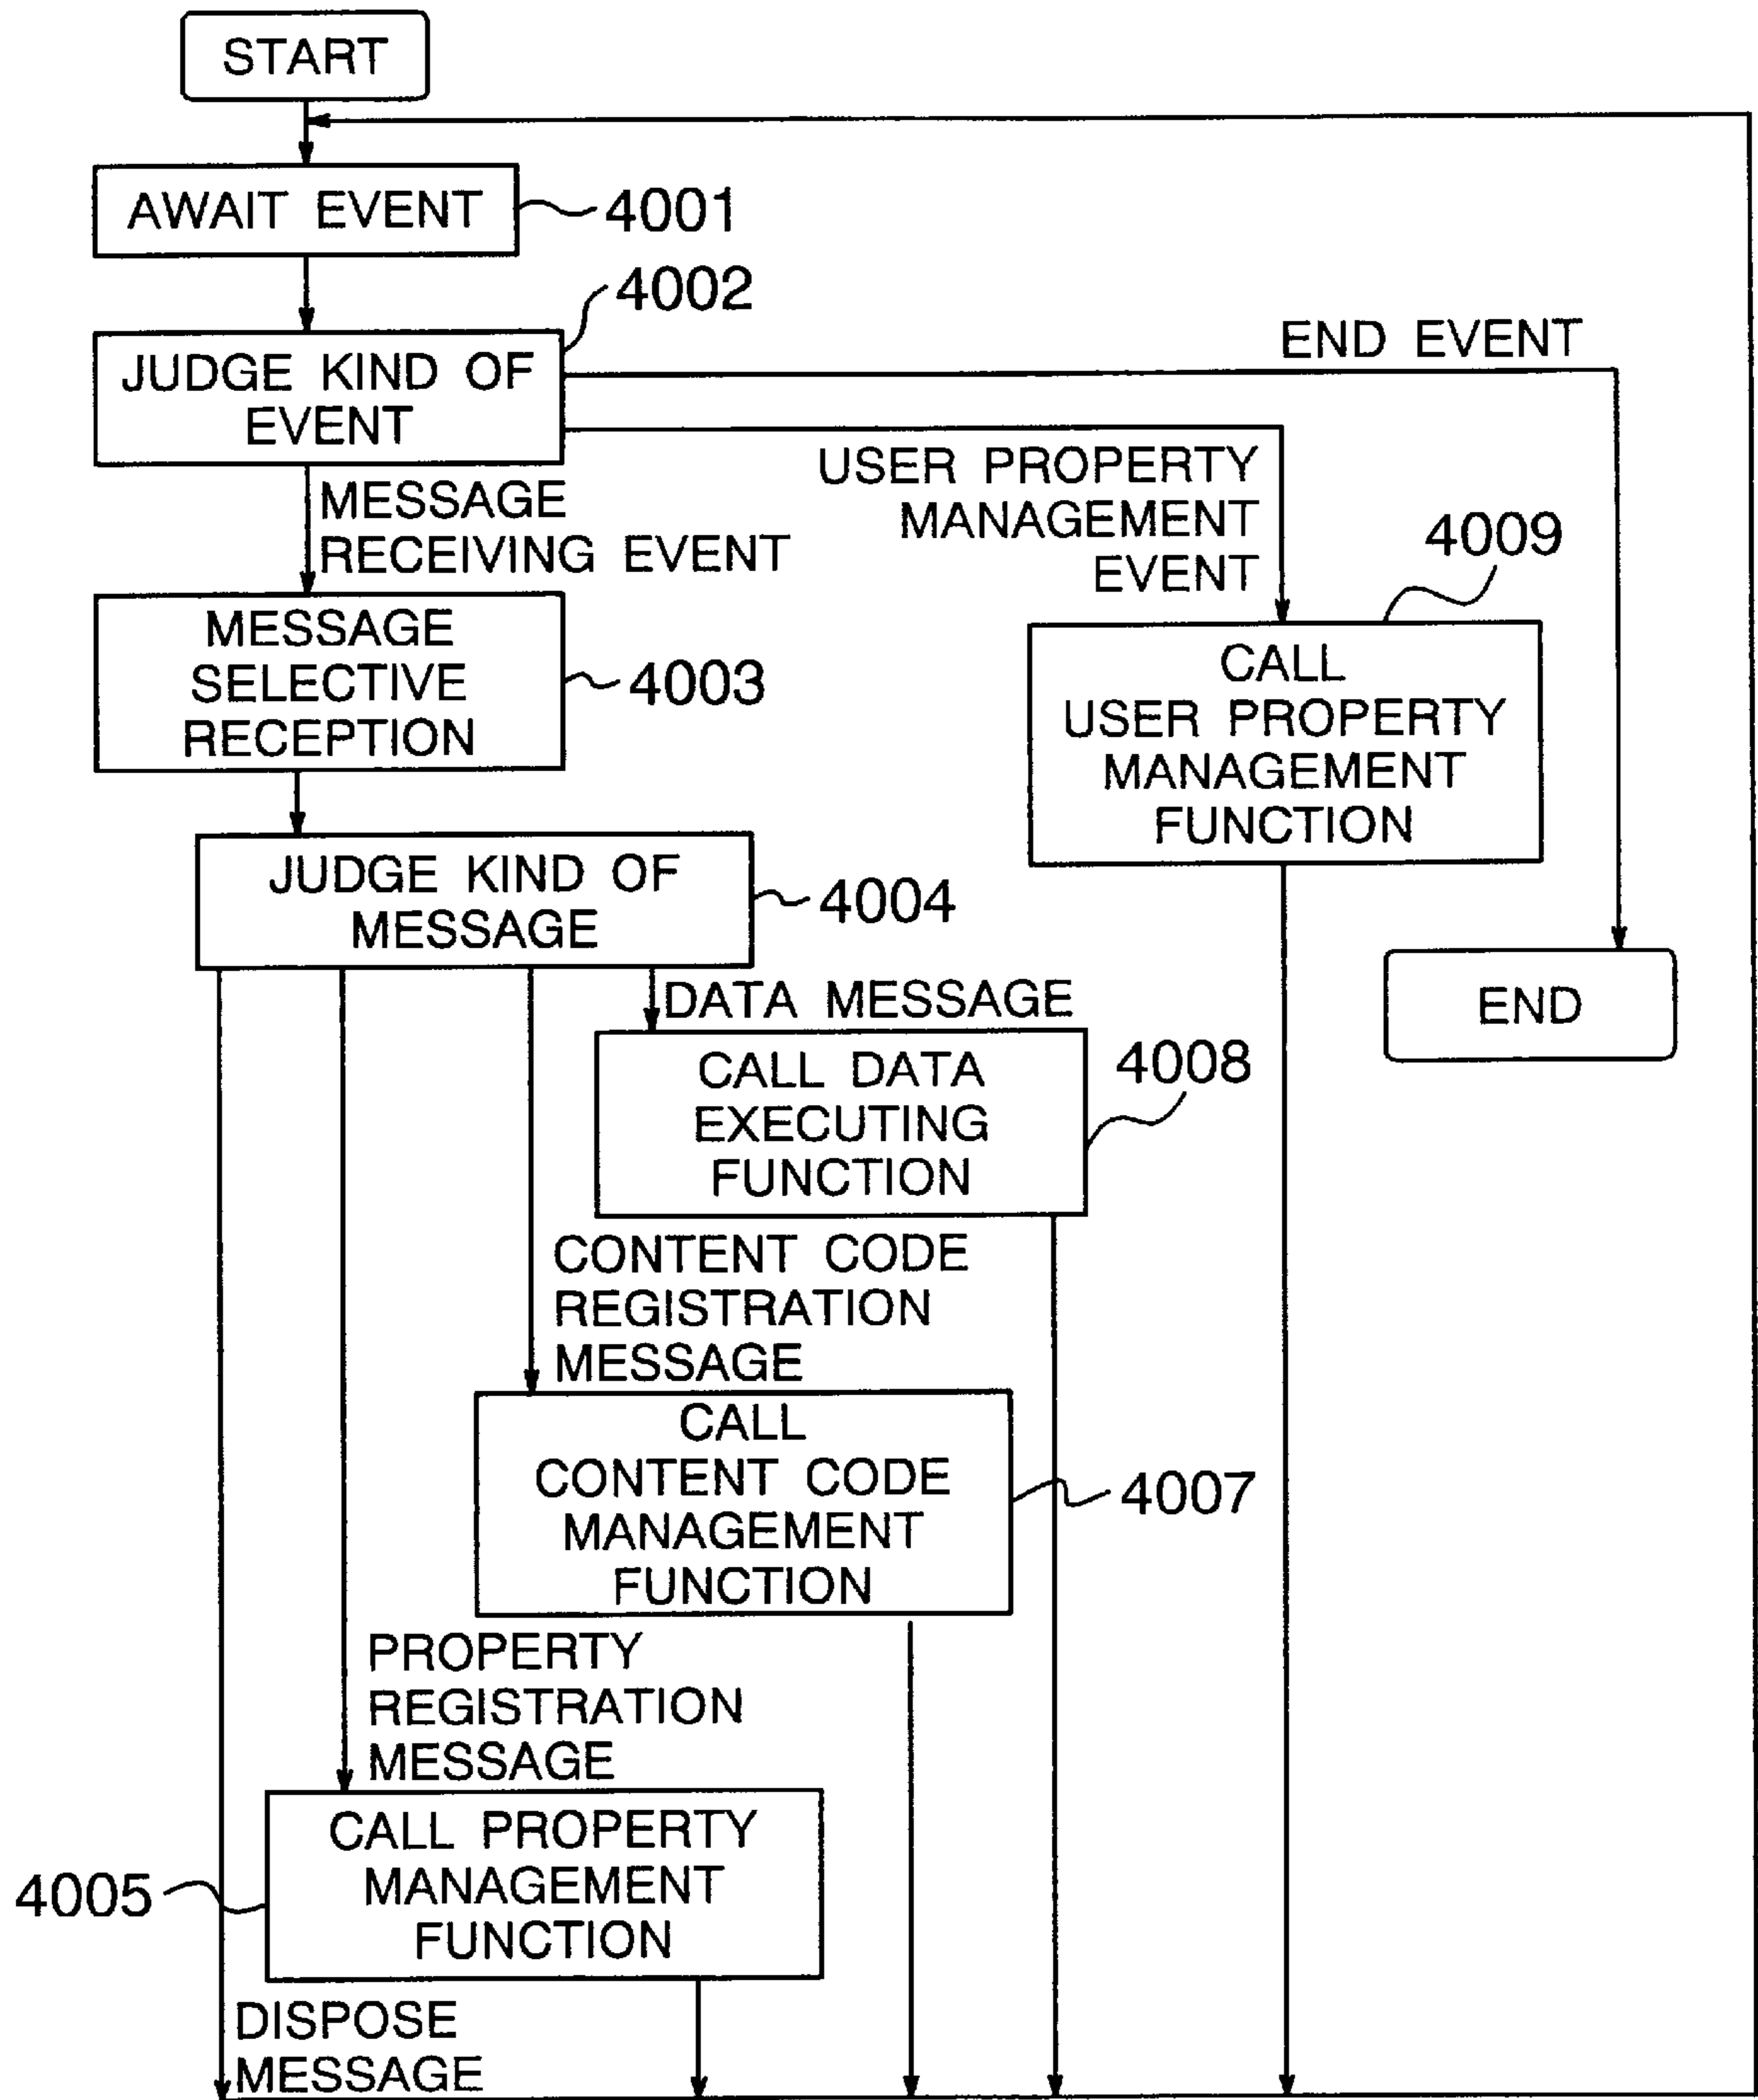 START
AWAIT EVENT
4001
4002
JUDGE KIND OF
EVENT
END EVENT
MESSAGE
RECEIVING EVENT
USER PROPERTY
MANAGEMENT
EVENT
4009
MESSAGE
SELECTIVE
RECEPTION
4003
CALL
USER PROPERTY
MANAGEMENT
FUNCTION
JUDGE KIND OF
MESSAGE
4004
END
DATA MESSAGE
CALL DATA
EXECUTING
FUNCTION
4008
CONTENT CODE
REGISTRATION
MESSAGE
CALL
CONTENT CODE
MANAGEMENT
FUNCTION
4007
PROPERTY
REGISTRATION
MESSAGE
CALL PROPERTY
MANAGEMENT
FUNCTION
4005
DISPOSE
MESSAGE